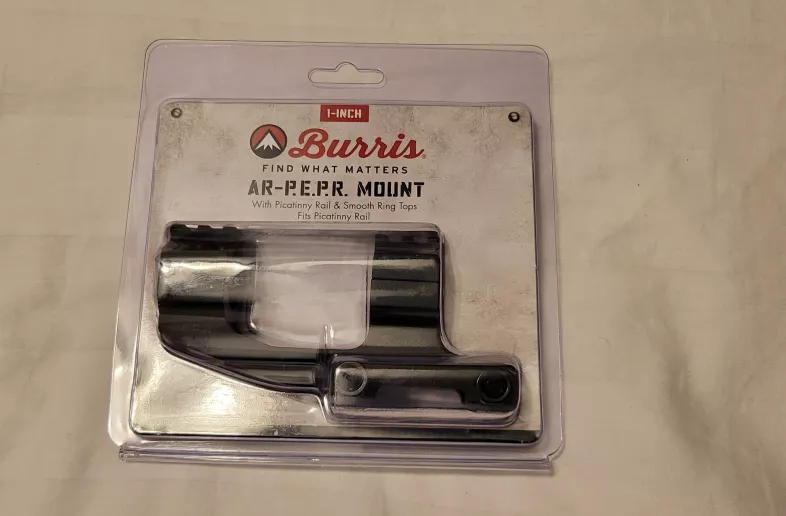 1-INCH
Burris®
FIND WHAT MATTERS
AR-P.E.P.R. MOUNT
With Picatinny Rail & Smooth Ring Tops
Fits Picatinny Rail